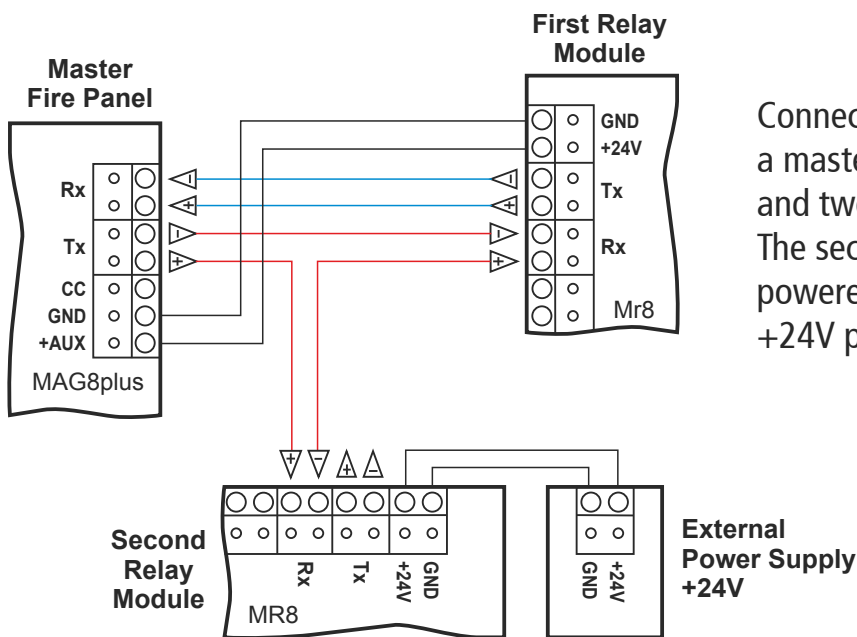 Master
Fire Panel
Rx
Tx
CC
GND
+AUX
MAG8plus
First Relay
Module
GND
+24V
Tx
Rx
Mr8
Connec
a maste
and two
The sec
powere
+24V p
Second
Relay
Module
Rx
Tx
+24V
GND
MR8
GND
+24V
External
Power Supply
+24V